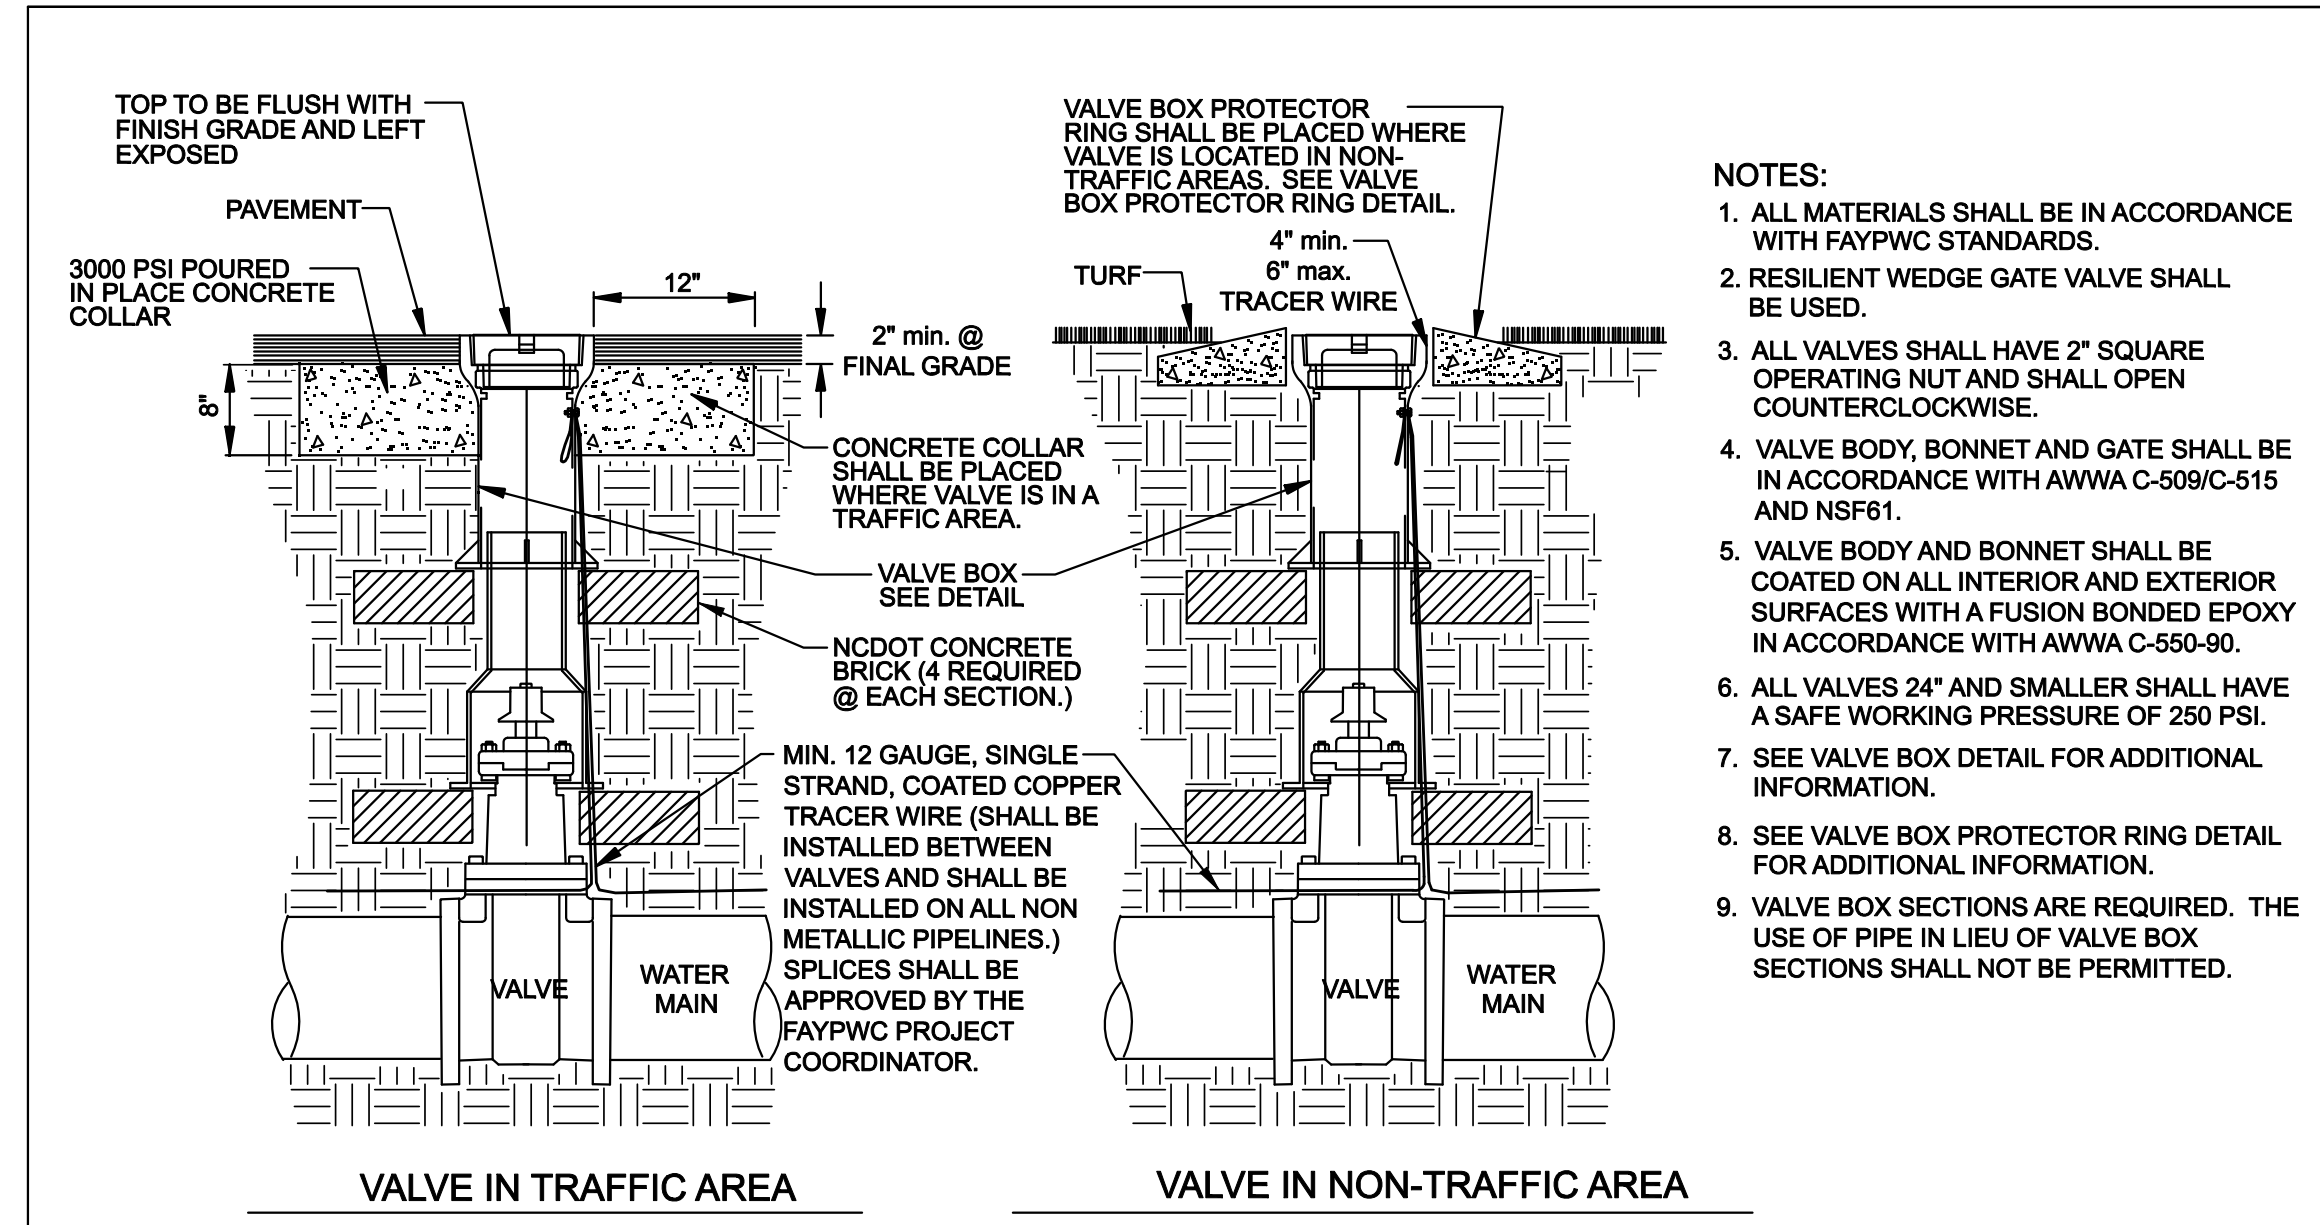 TOP TO BE FLUSH WITH
FINISH GRADE AND LEFT
EXPOSED
PAVEMENT
3000 PSI POURED
IN PLACE CONCRETE
COLLAR
12"
2" min. @
FINAL GRADE
8"
CONCRETE COLLAR
SHALL BE PLACED
WHERE VALVE IS IN A
TRAFFIC AREA.
VALVE BOX
SEE DETAIL
NCDOT CONCRETE
BRICK (4 REQUIRED
@ EACH SECTION.)
MIN. 12 GAUGE, SINGLE
STRAND, COATED COPPER
TRACER WIRE (SHALL BE
INSTALLED BETWEEN
VALVES AND SHALL BE
INSTALLED ON ALL NON
METALLIC PIPELINES.)
SPLICES SHALL BE
APPROVED BY THE
FAYPWC PROJECT
COORDINATOR.
VALVE
WATER
MAIN
VALVE IN TRAFFIC AREA
VALVE BOX PROTECTOR
RING SHALL BE PLACED WHERE
VALVE IS LOCATED IN NON-
TRAFFIC AREAS. SEE VALVE
BOX PROTECTOR RING DETAIL.
4" min.
6" max.
TRACER WIRE
TURF
VALVE
WATER
MAIN
VALVE IN NON-TRAFFIC AREA
NOTES:
1. ALL MATERIALS SHALL BE IN ACCORDANCE
WITH FAYPWC STANDARDS.
2. RESILIENT WEDGE GATE VALVE SHALL
BE USED.
3. ALL VALVES SHALL HAVE 2" SQUARE
OPERATING NUT AND SHALL OPEN
COUNTERCLOCKWISE.
4. VALVE BODY, BONNET AND GATE SHALL BE
IN ACCORDANCE WITH AWWA C-509/C-515
AND NSF61.
5. VALVE BODY AND BONNET SHALL BE
COATED ON ALL INTERIOR AND EXTERIOR
SURFACES WITH A FUSION BONDED EPOXY
IN ACCORDANCE WITH AWWA C-550-90.
6. ALL VALVES 24" AND SMALLER SHALL HAVE
A SAFE WORKING PRESSURE OF 250 PSI.
7. SEE VALVE BOX DETAIL FOR ADDITIONAL
INFORMATION.
8. SEE VALVE BOX PROTECTOR RING DETAIL
FOR ADDITIONAL INFORMATION.
9. VALVE BOX SECTIONS ARE REQUIRED. THE
USE OF PIPE IN LIEU OF VALVE BOX
SECTIONS SHALL NOT BE PERMITTED.